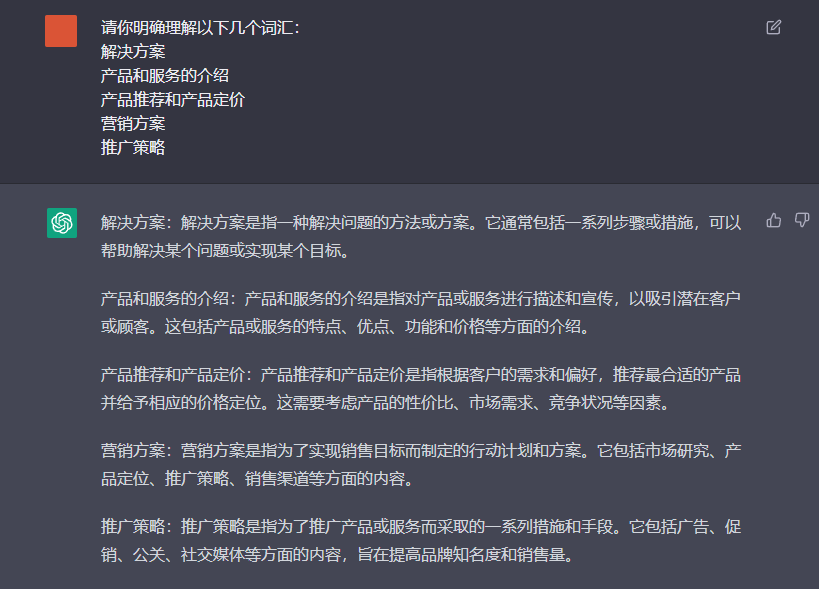 请你明确理解以下几个词汇：
解决方案
产品和服务的介绍
产品推荐和产品定价
营销方案
推广策略
解决方案：解决方案是指一种解决问题的方法或方案。它通常包括一系列步骤或措施，可以
帮助解决某个问题或实现某个目标。
产品和服务的介绍：产品和服务的介绍是指对产品或服务进行描述和宣传，以吸引潜在客户
或顾客。这包括产品或服务的特点、优点、功能和价格等方面的介绍。
产品推荐和产品定价：产品推荐和产品定价是指根据客户的需求和偏好，推荐最合适的产品
并给予相应的价格定位。这需要考虑产品的性价比、市场需求、竞争状况等因素。
营销方案：营销方案是指为了实现销售目标而制定的行动计划和方案。它包括市场研究、产
品定位、推广策略、销售渠道等方面的内容。
推广策略：推广策略是指为了推广产品或服务而采取的一系列措施和手段。它包括广告、促
销、公关、社交媒体等方面的内容，旨在提高品牌知名度和销售量。